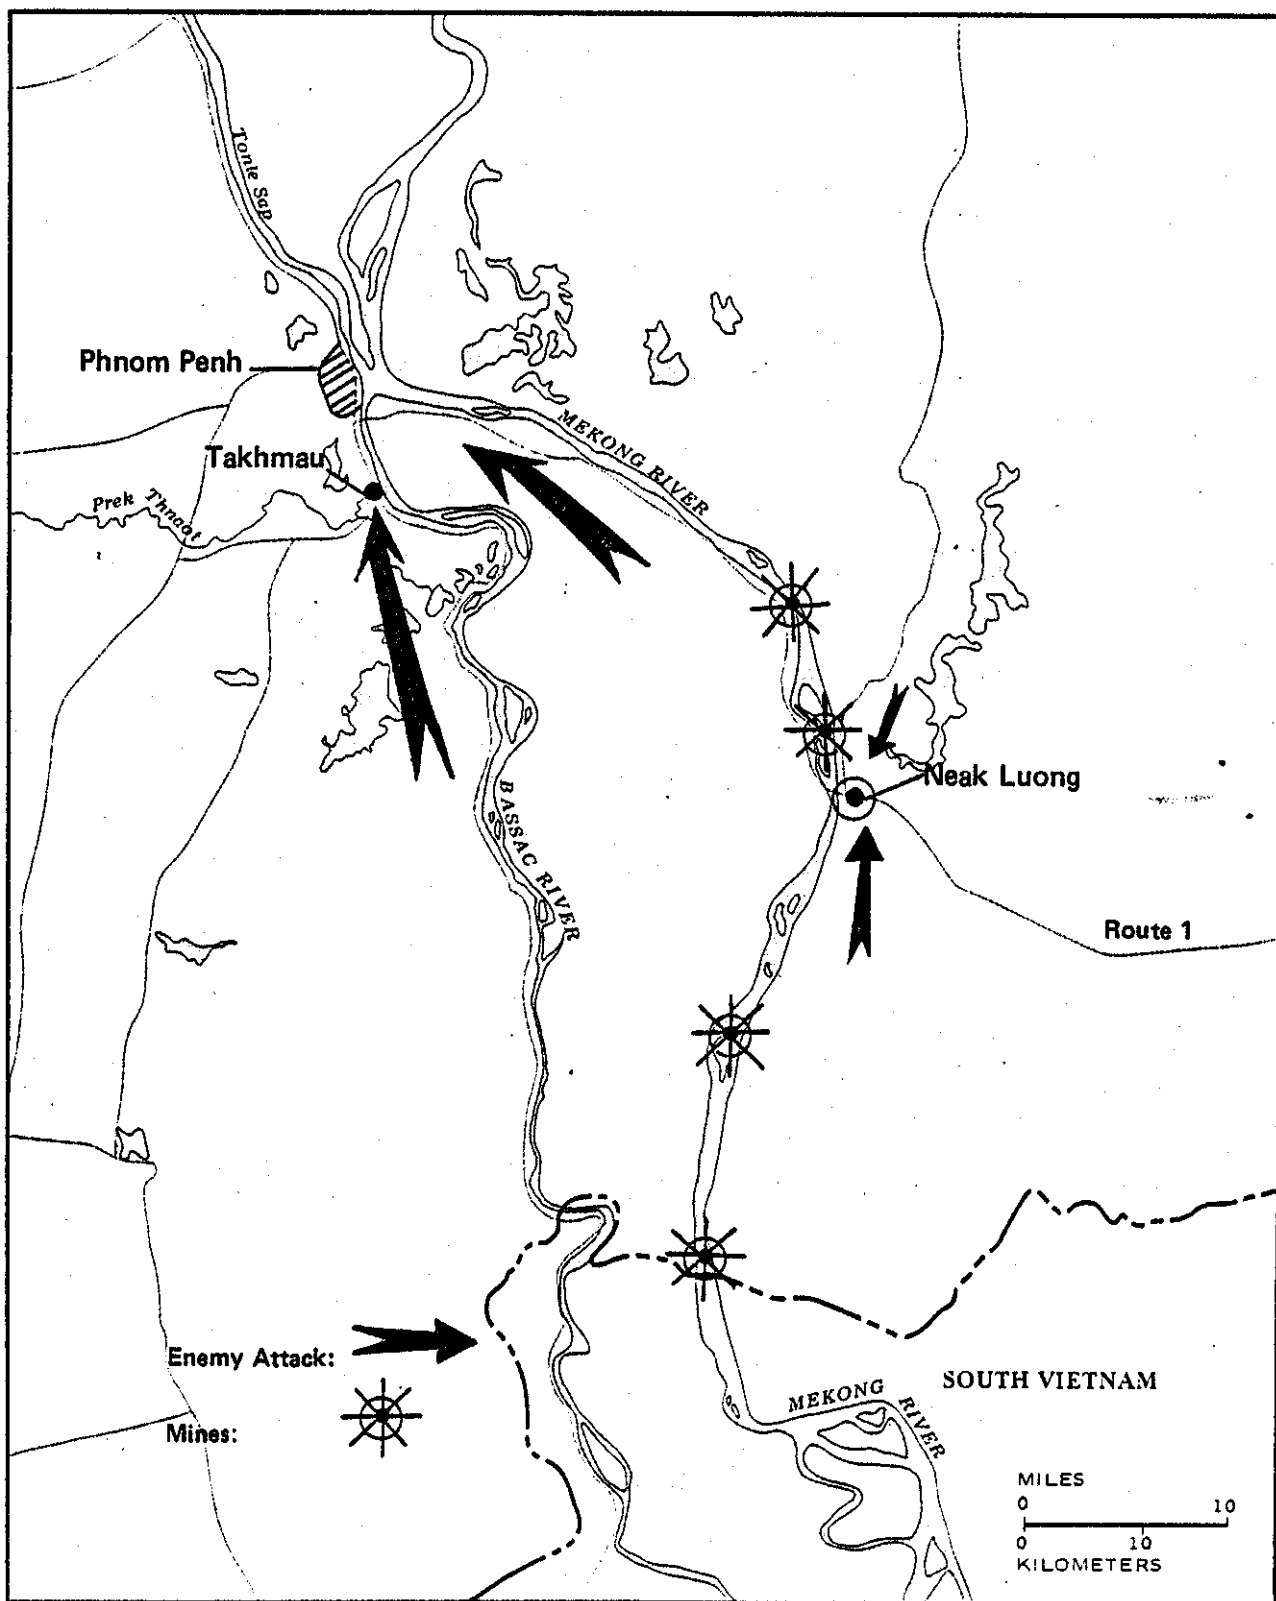 Tonle Sap
Phnom Penh
MEKONG RIVER
Takhmau
Prek Thnaot
Neak Luong
BASSAC RIVER
Route 1
Enemy Attack:
SOUTH VIETNAM
MEKONG RIVER
Mines:
MILES
0 10
0 10
KILOMETERS